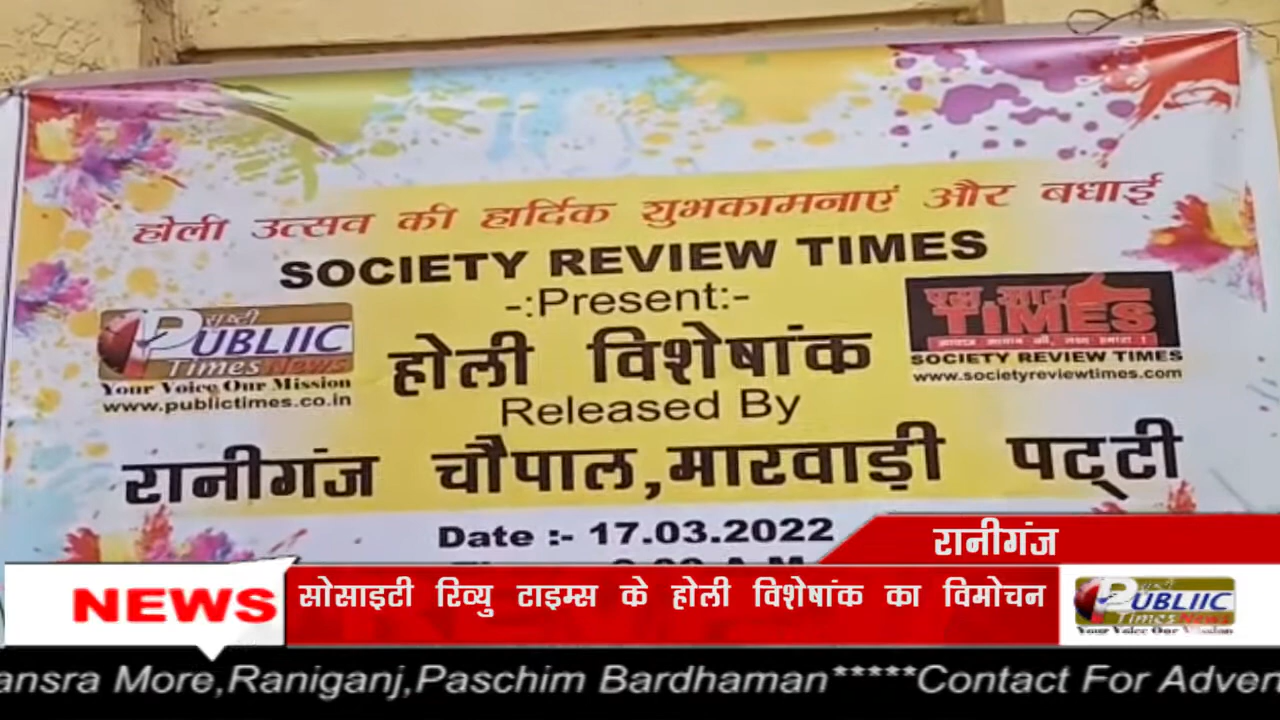 होली उत्सव की हार्दिक शुभकामनाएं और बधाई
SOCIETY REVIEW TIMES
-:Present:-
सृष्टी
PUBLIIC
Times News
Your Voice Our Mission
www.publictimes.co.in
होली विशेषांक
एस आर
TIMES
SOCIETY REVIEW TIMES
www.societyreviewtimes.com
Released By
रानीगंज चौपाल,मारवाड़ी पट्टी
Date :- 17.03.2022
रानीगंज
NEWS
सोसाइटी रिव्यु टाइम्स के होली विशेषांक का विमोचन
PUBLIIC
Times News
Your Voice Our Mission
ansra More,Raniganj,Paschim Bardhaman*****Contact For Adver